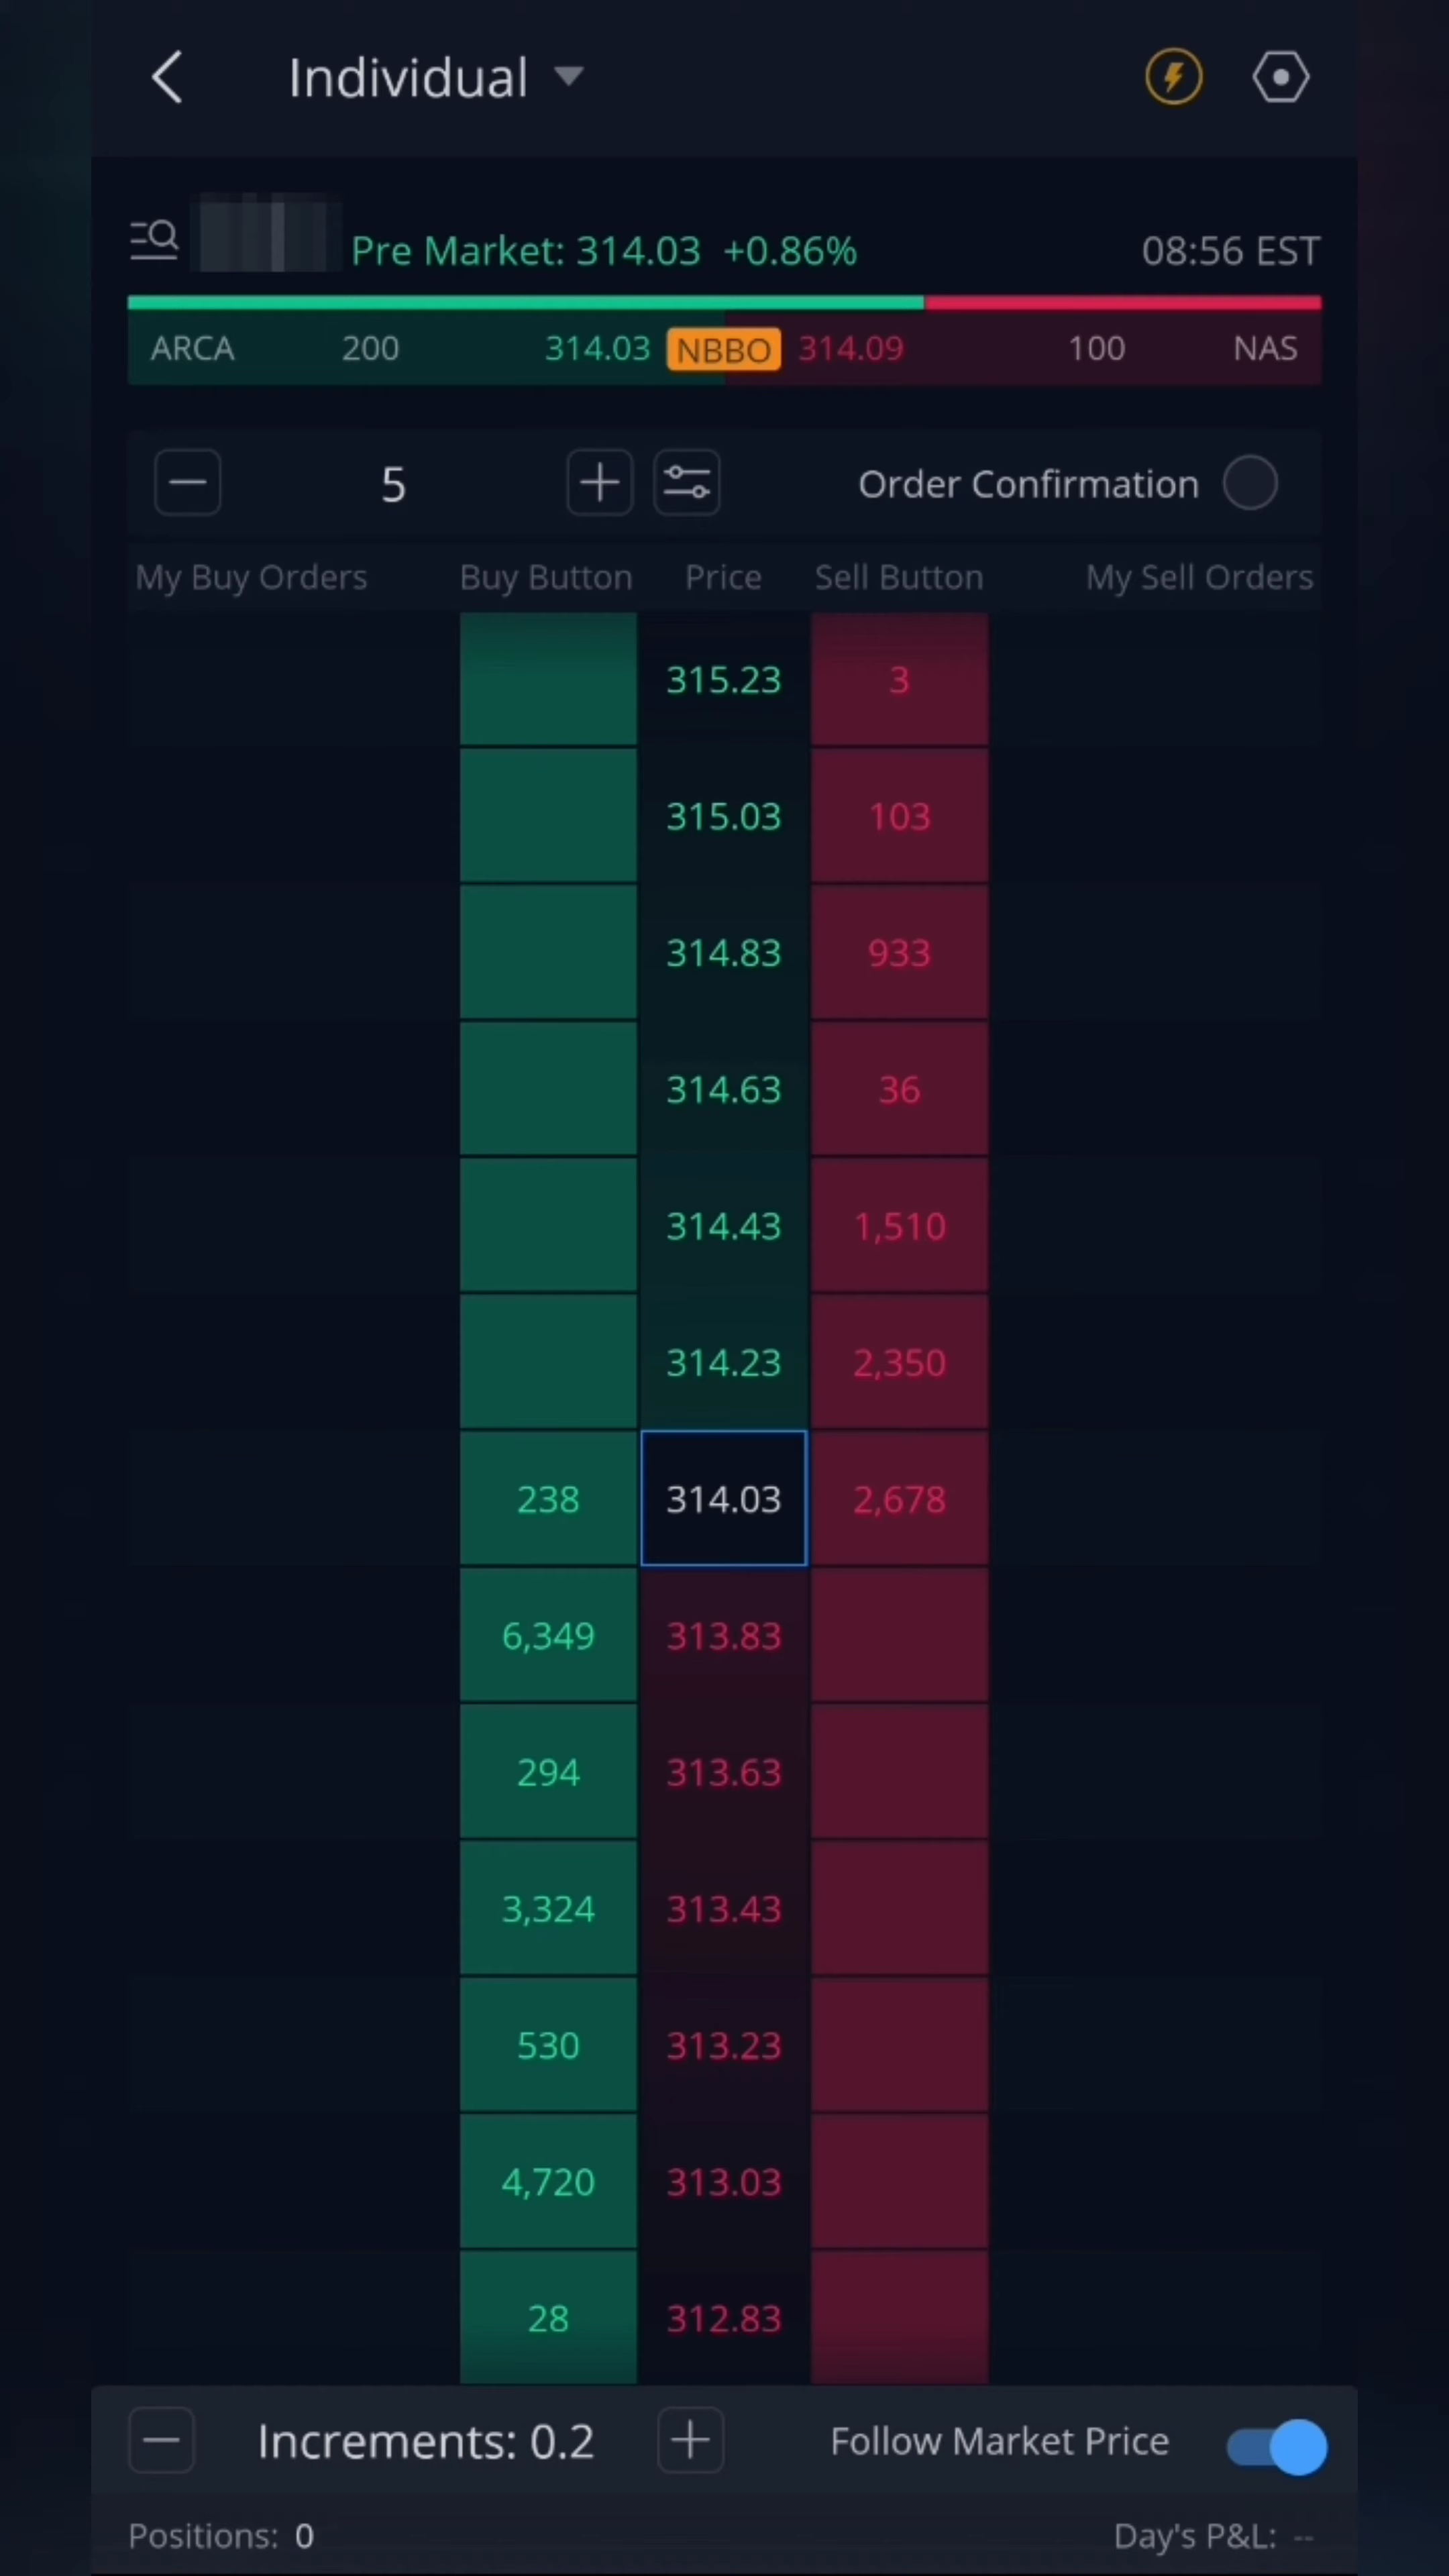 Individual
Pre Market: 314.03 +0.86% 08:56 EST
ARCA 200 314.03 NBBO 314.09 100 NAS
5 Order Confirmation
My Buy Orders Buy Button Price Sell Button My Sell Orders
315.23 3
315.03 103
314.83 933
314.63 36
314.43 1,510
314.23 2,350
238 314.03 2,678
6,349 313.83
294 313.63
3,324 313.43
530 313.23
4,720 313.03
28 312.83
Increments: 0.2 Follow Market Price
Positions: 0 Day's P&L: --